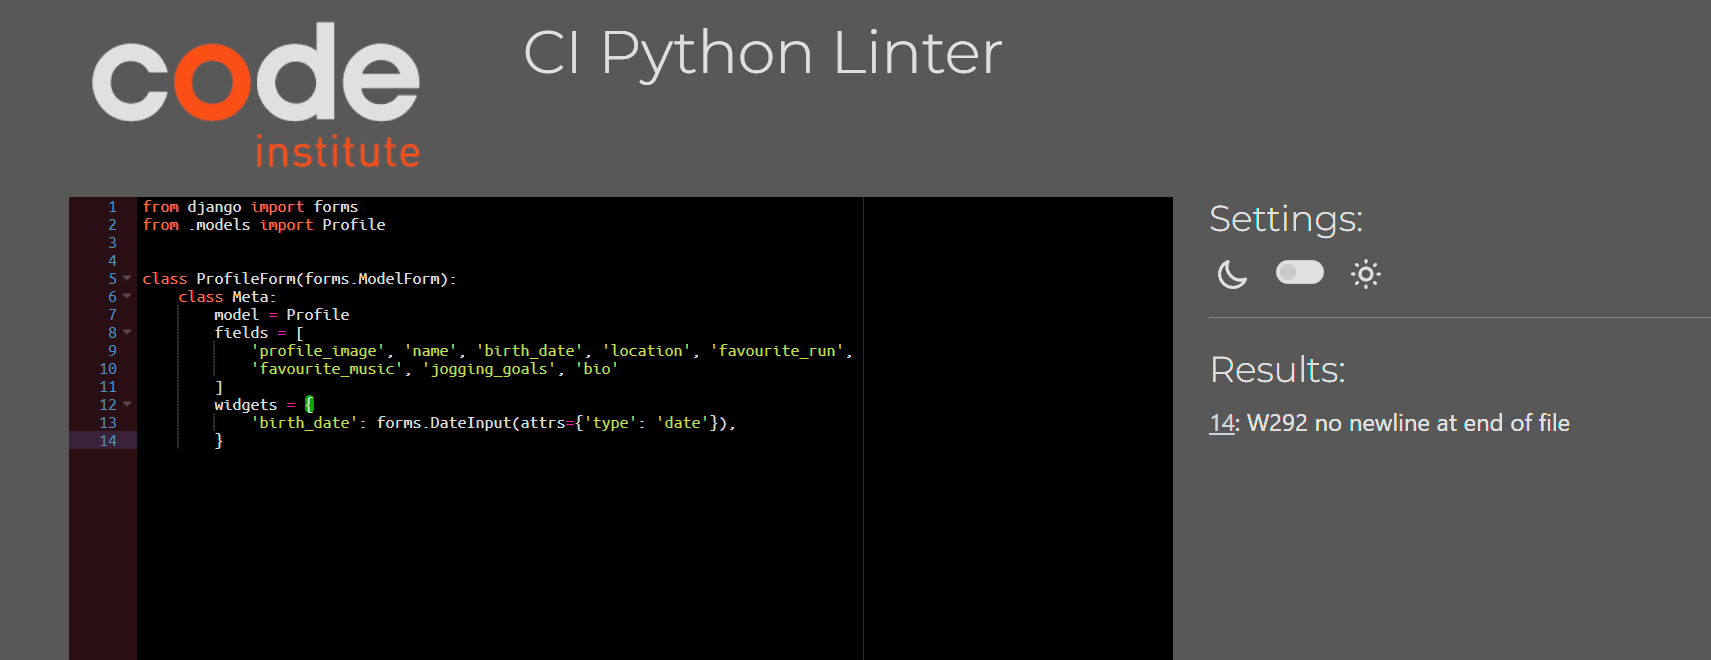 code
institute
CI Python Linter
1 from django import forms
2 from .models import Profile
3
4
5 class ProfileForm(forms.ModelForm):
6     class Meta:
7         model = Profile
8         fields = [
9             'profile_image', 'name', 'birth_date', 'location', 'favourite_run',
10             'favourite_music', 'jogging_goals', 'bio'
11         ]
12         widgets = {
13             'birth_date': forms.DateInput(attrs={'type': 'date'}),
14         }
Settings:
Results:
14: W292 no newline at end of file